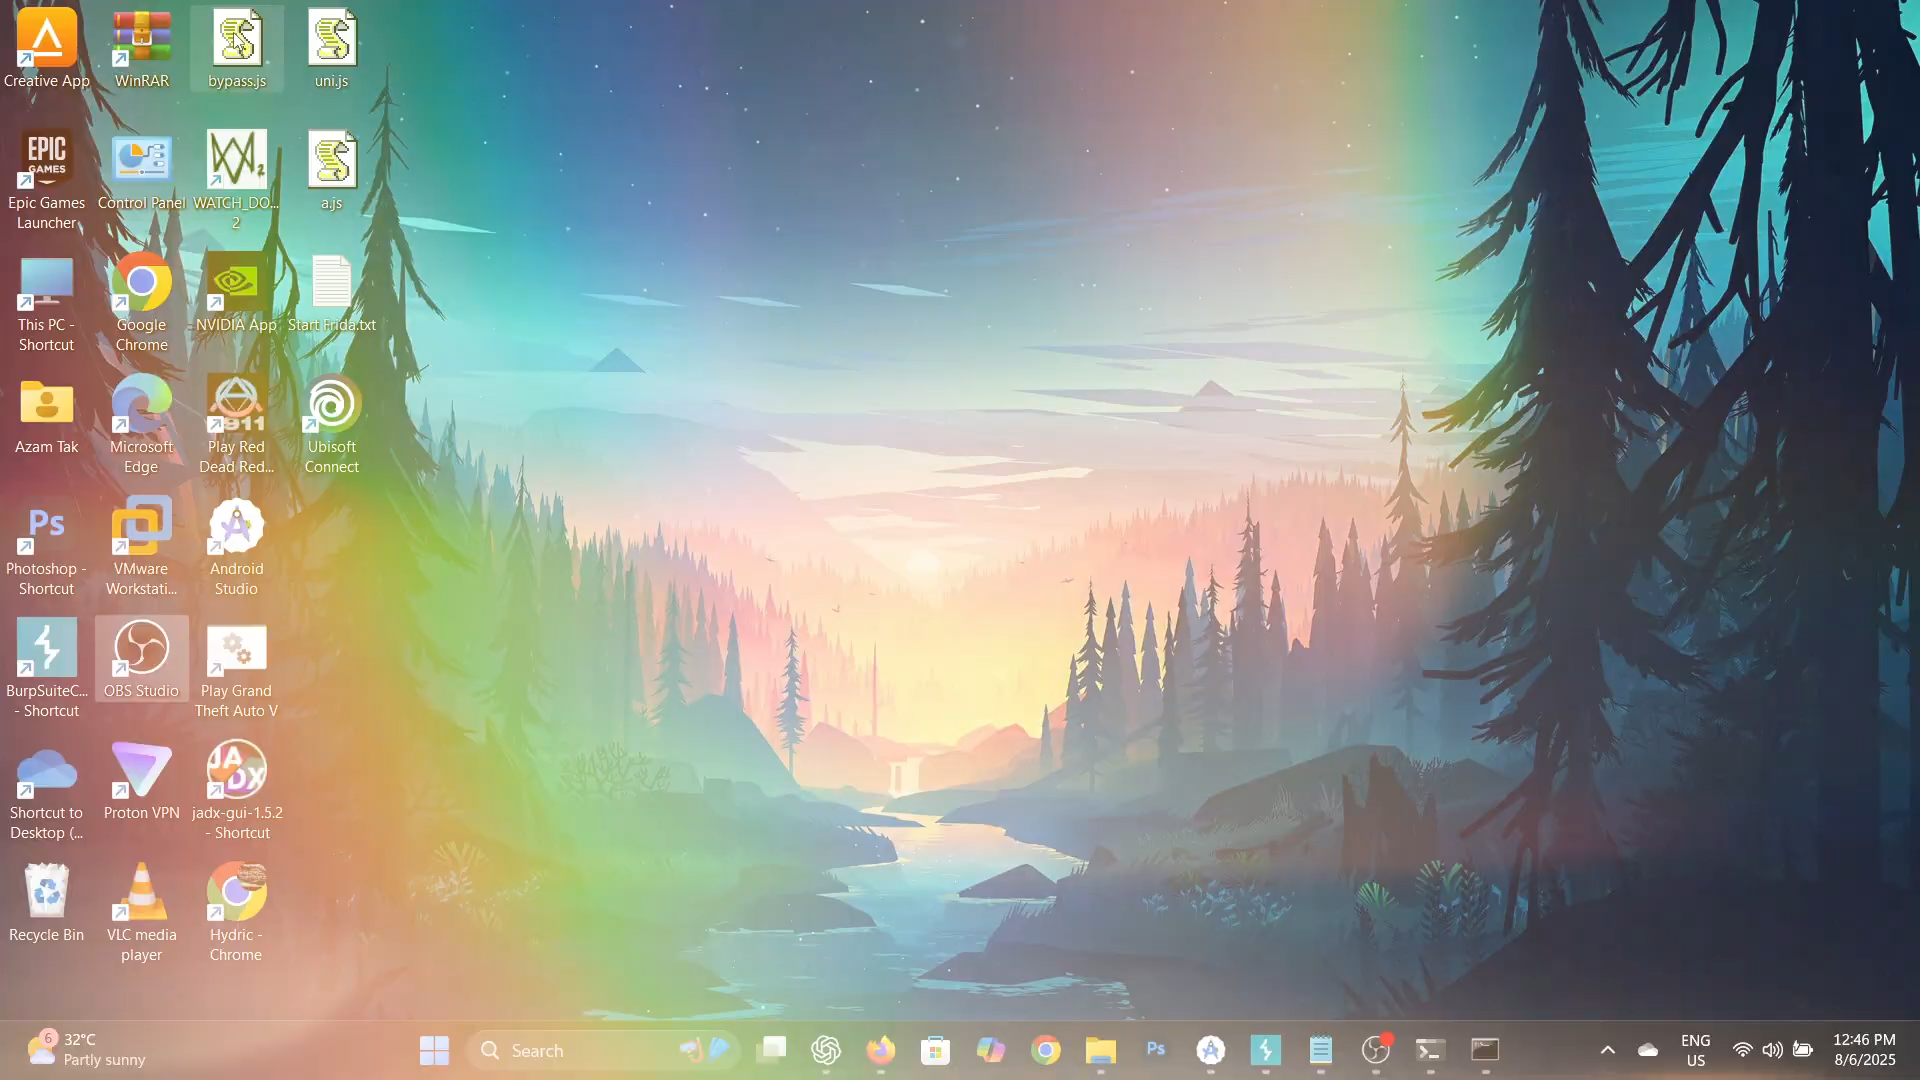 Creative App
WinRAR
bypass.js
uni.js
EPIC
GAMES
Epic Games
Launcher
Control Panel
WATCH_DO...
2
a.js
This PC -
Shortcut
Google
Chrome
NVIDIA App
Start Frida.txt
Azam Tak
Microsoft
Edge
911
Play Red
Dead Red...
Ubisoft
Connect
Ps
Photoshop -
Shortcut
VMware
Workstati...
Android
Studio
BurpSuiteC...
- Shortcut
OBS Studio
Play Grand
Theft Auto V
Shortcut to
Desktop (...
Proton VPN
JADX
jadx-gui-1.5.2
- Shortcut
Recycle Bin
VLC media
player
Hydric -
Chrome
6
32°C
Partly sunny
Search
Ps
ENG
US
12:46 PM
8/6/2025